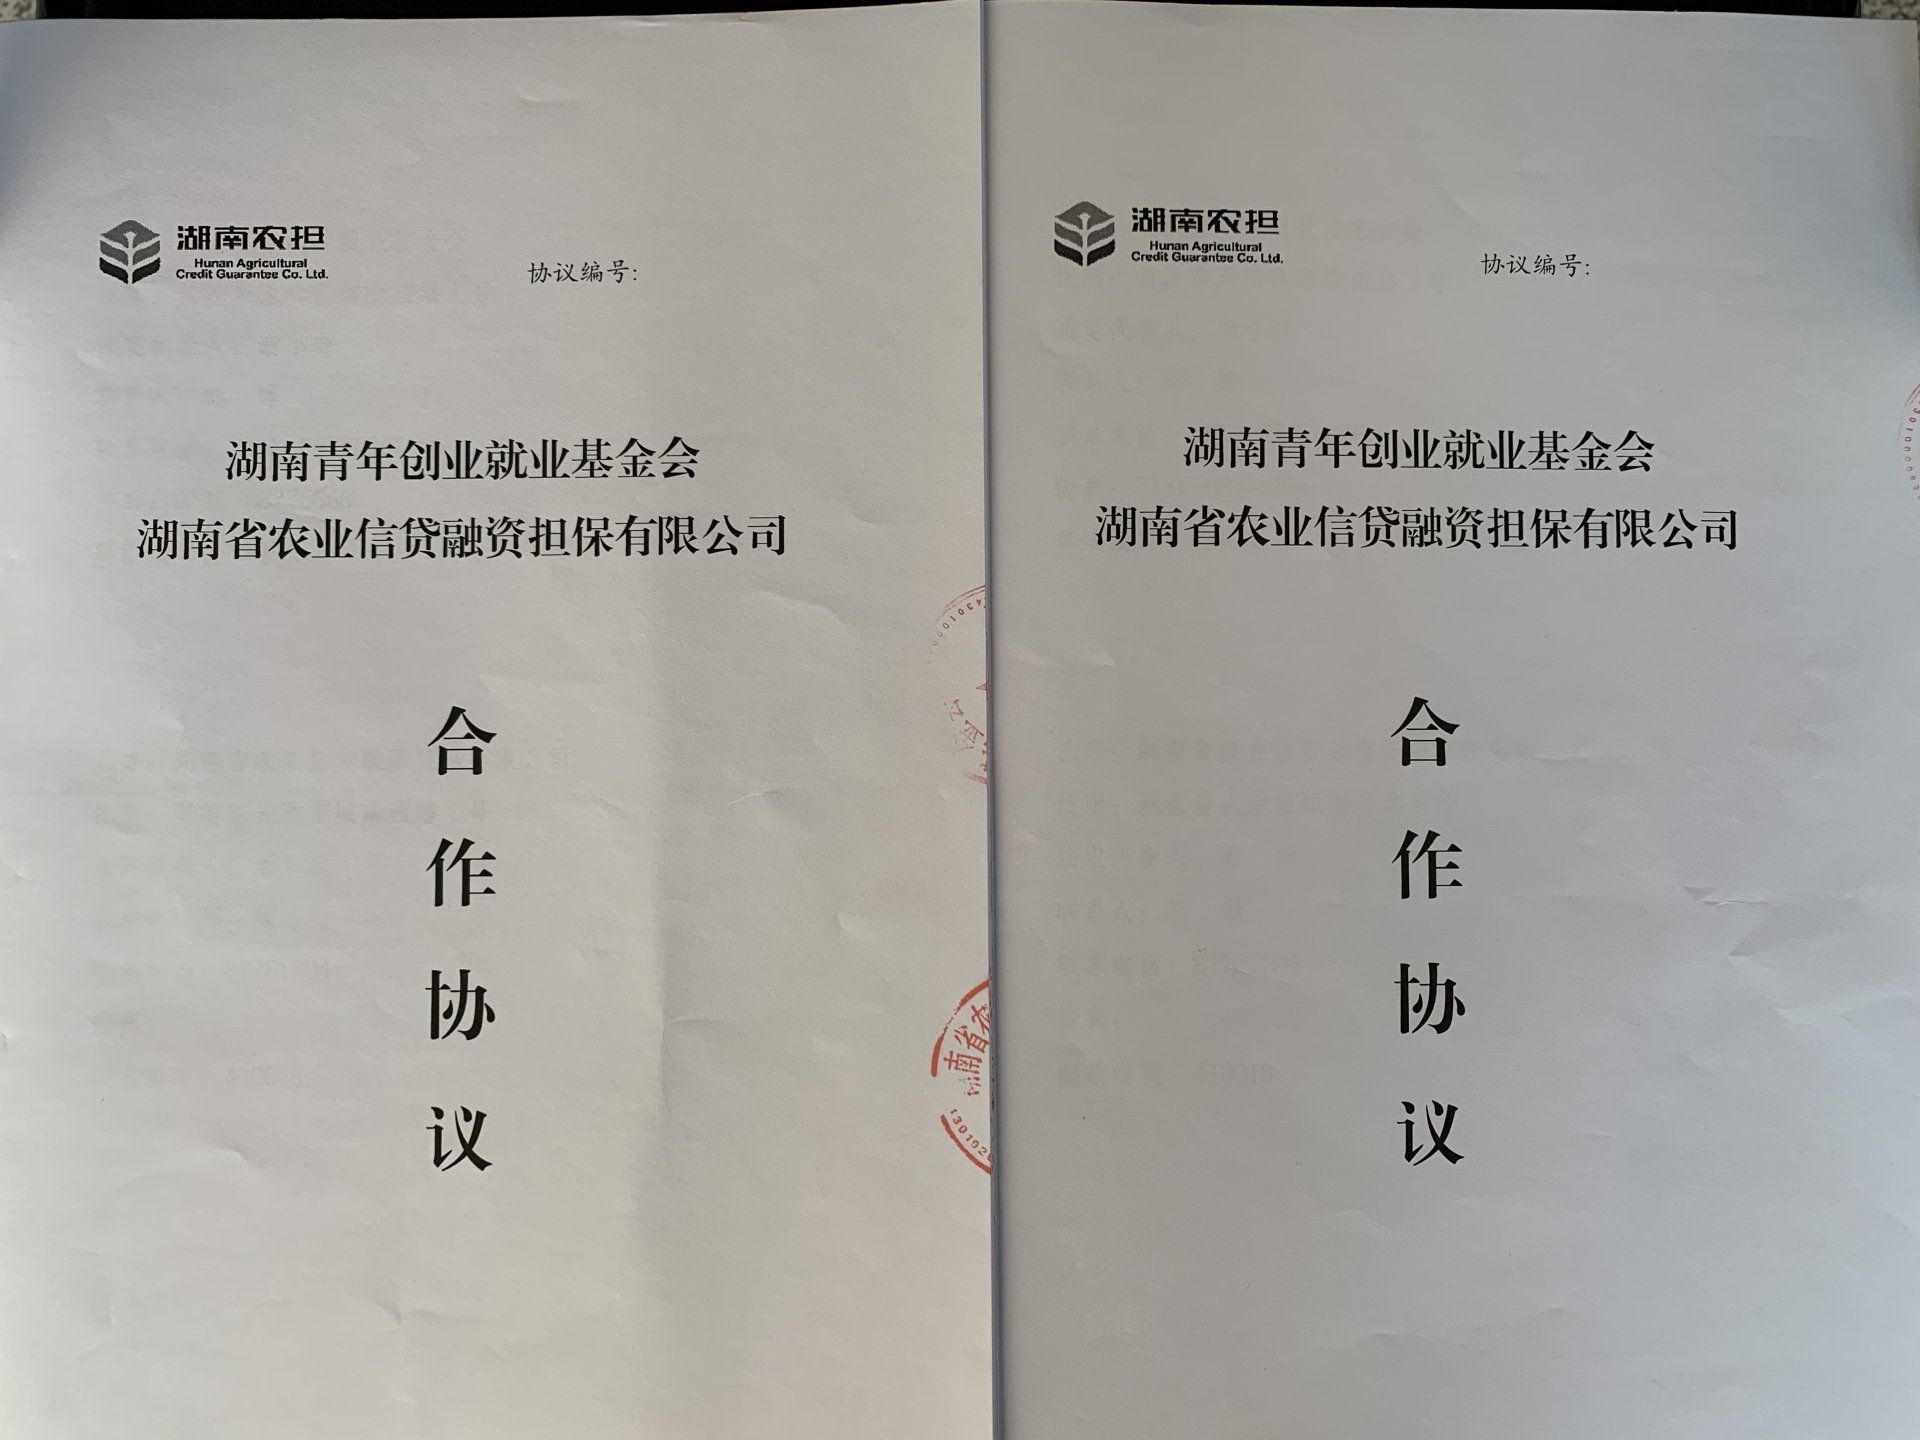 湖南农担
Hunan Agricultural
Credit Guarantee Co. Ltd.
协议编号:
湖南青年创业就业基金会
湖南省农业信贷融资担保有限公司
合
作
协
议
南省农
湖南农担
Hunan Agricultural
Credit Guarantee Co. Ltd.
协议编号:
湖南青年创业就业基金会
湖南省农业信贷融资担保有限公司
合
作
协
议